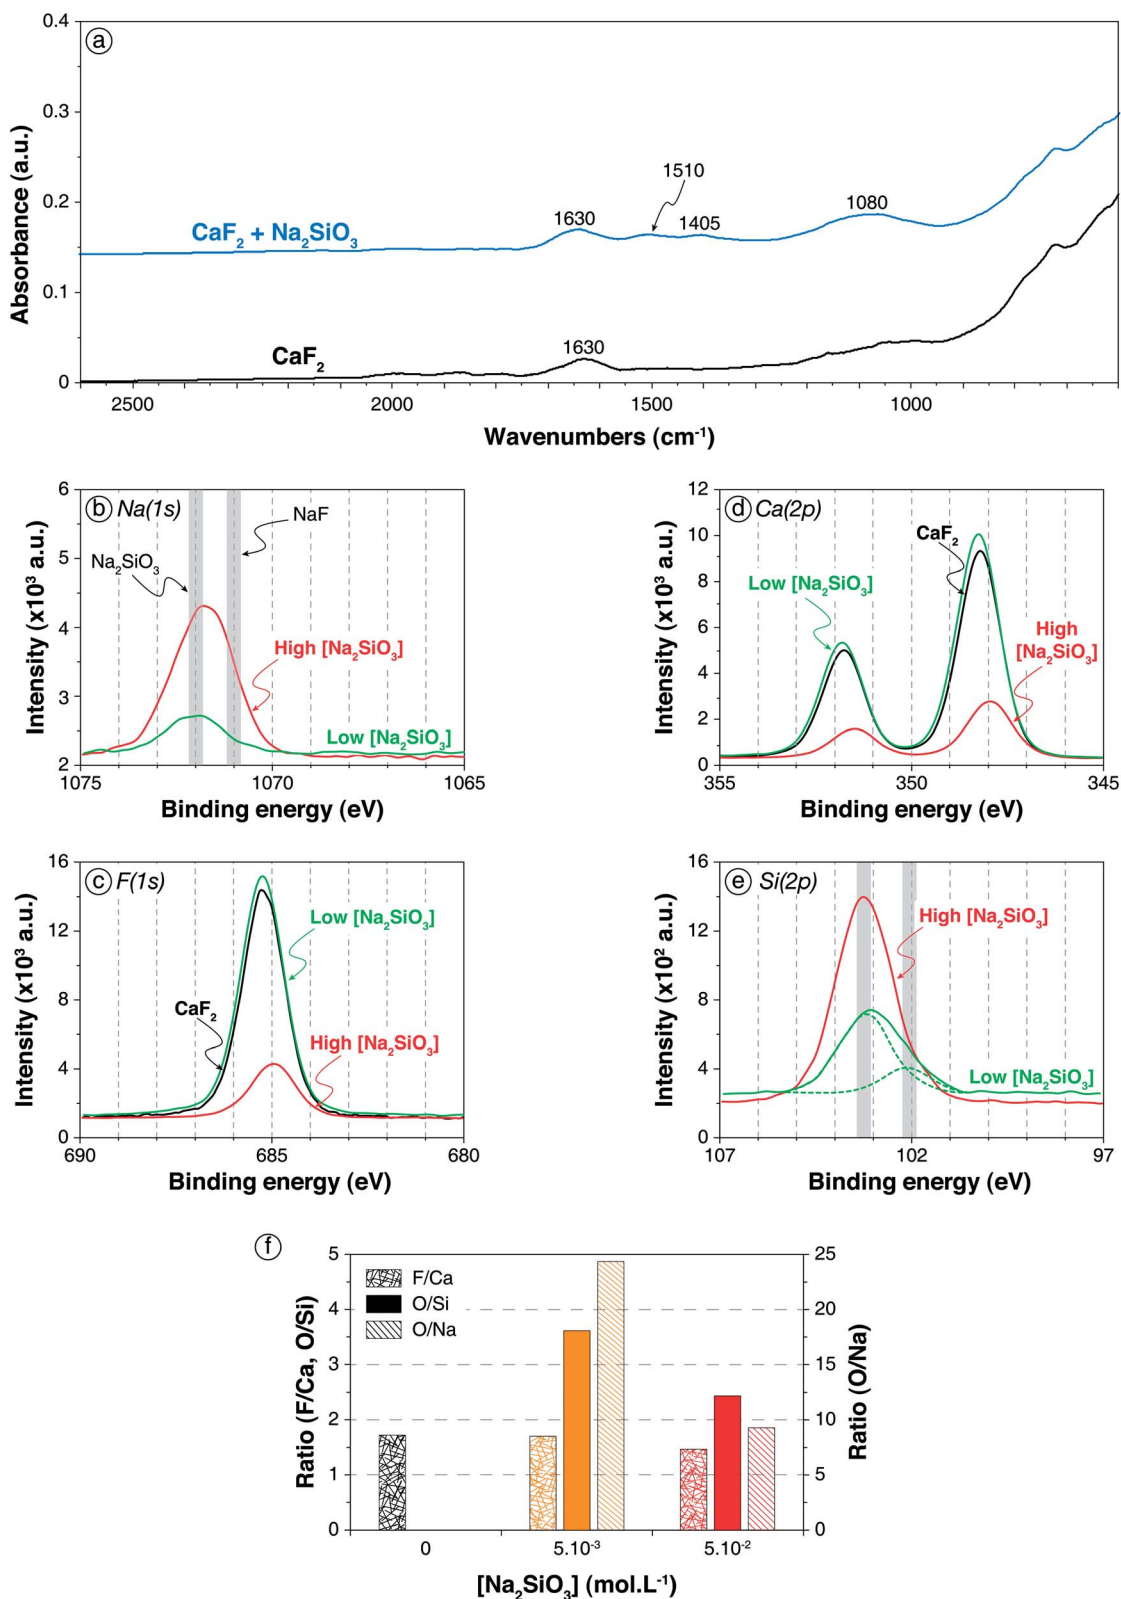 a
0.4
0.3
0.2
0.1
0
Absorbance (a.u.)
1510
1630
1405
1080
CaF₂ + Na₂SiO₃
1630
CaF₂
2500
2000
1500
1000
Wavenumbers (cm⁻¹)
b Na(1s)
6
5
4
3
2
Intensity (x10³ a.u.)
NaF
Na₂SiO₃
High [Na₂SiO₃]
Low [Na₂SiO₃]
1075
1070
1065
Binding energy (eV)
d Ca(2p)
12
10
8
6
4
2
0
Intensity (x10³ a.u.)
CaF₂
Low [Na₂SiO₃]
High
[Na₂SiO₃]
355
350
345
Binding energy (eV)
c F(1s)
16
12
8
4
0
Intensity (x10³ a.u.)
Low [Na₂SiO₃]
CaF₂
High [Na₂SiO₃]
690
685
680
Binding energy (eV)
e Si(2p)
16
12
8
4
0
Intensity (x10² a.u.)
High [Na₂SiO₃]
Low [Na₂SiO₃]
107
102
97
Binding energy (eV)
f
5
4
3
2
1
0
Ratio (F/Ca, O/Si)
F/Ca
O/Si
O/Na
25
20
15
10
5
0
Ratio (O/Na)
0
5.10⁻³
5.10⁻²
[Na₂SiO₃] (mol.L⁻¹)